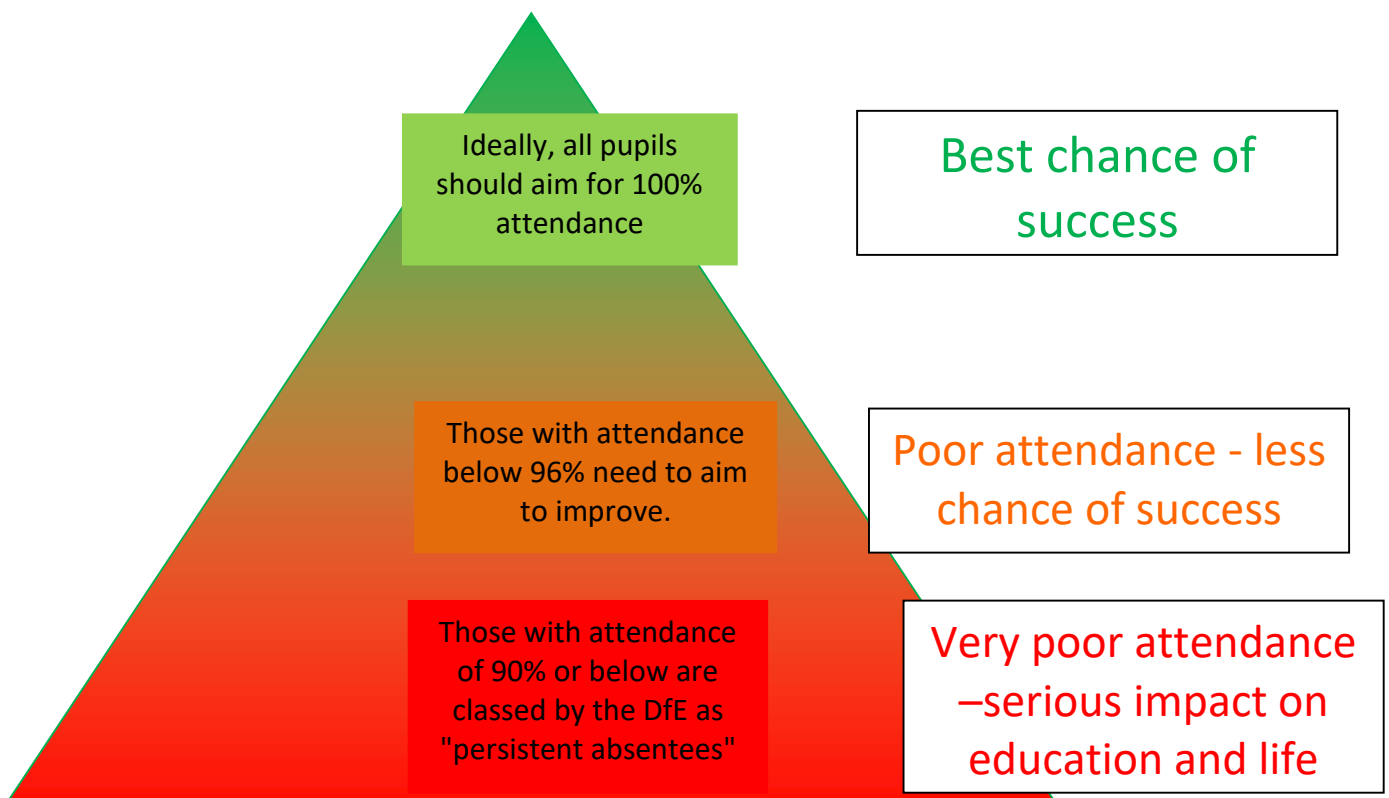 Ideally, all pupils
should aim for 100%
attendance
Best chance of
success
Those with attendance
below 96% need to aim
to improve.
Poor attendance - less
chance of success
Those with attendance
of 90% or below are
classed by the DfE as
"persistent absentees"
Very poor attendance
–serious impact on
education and life